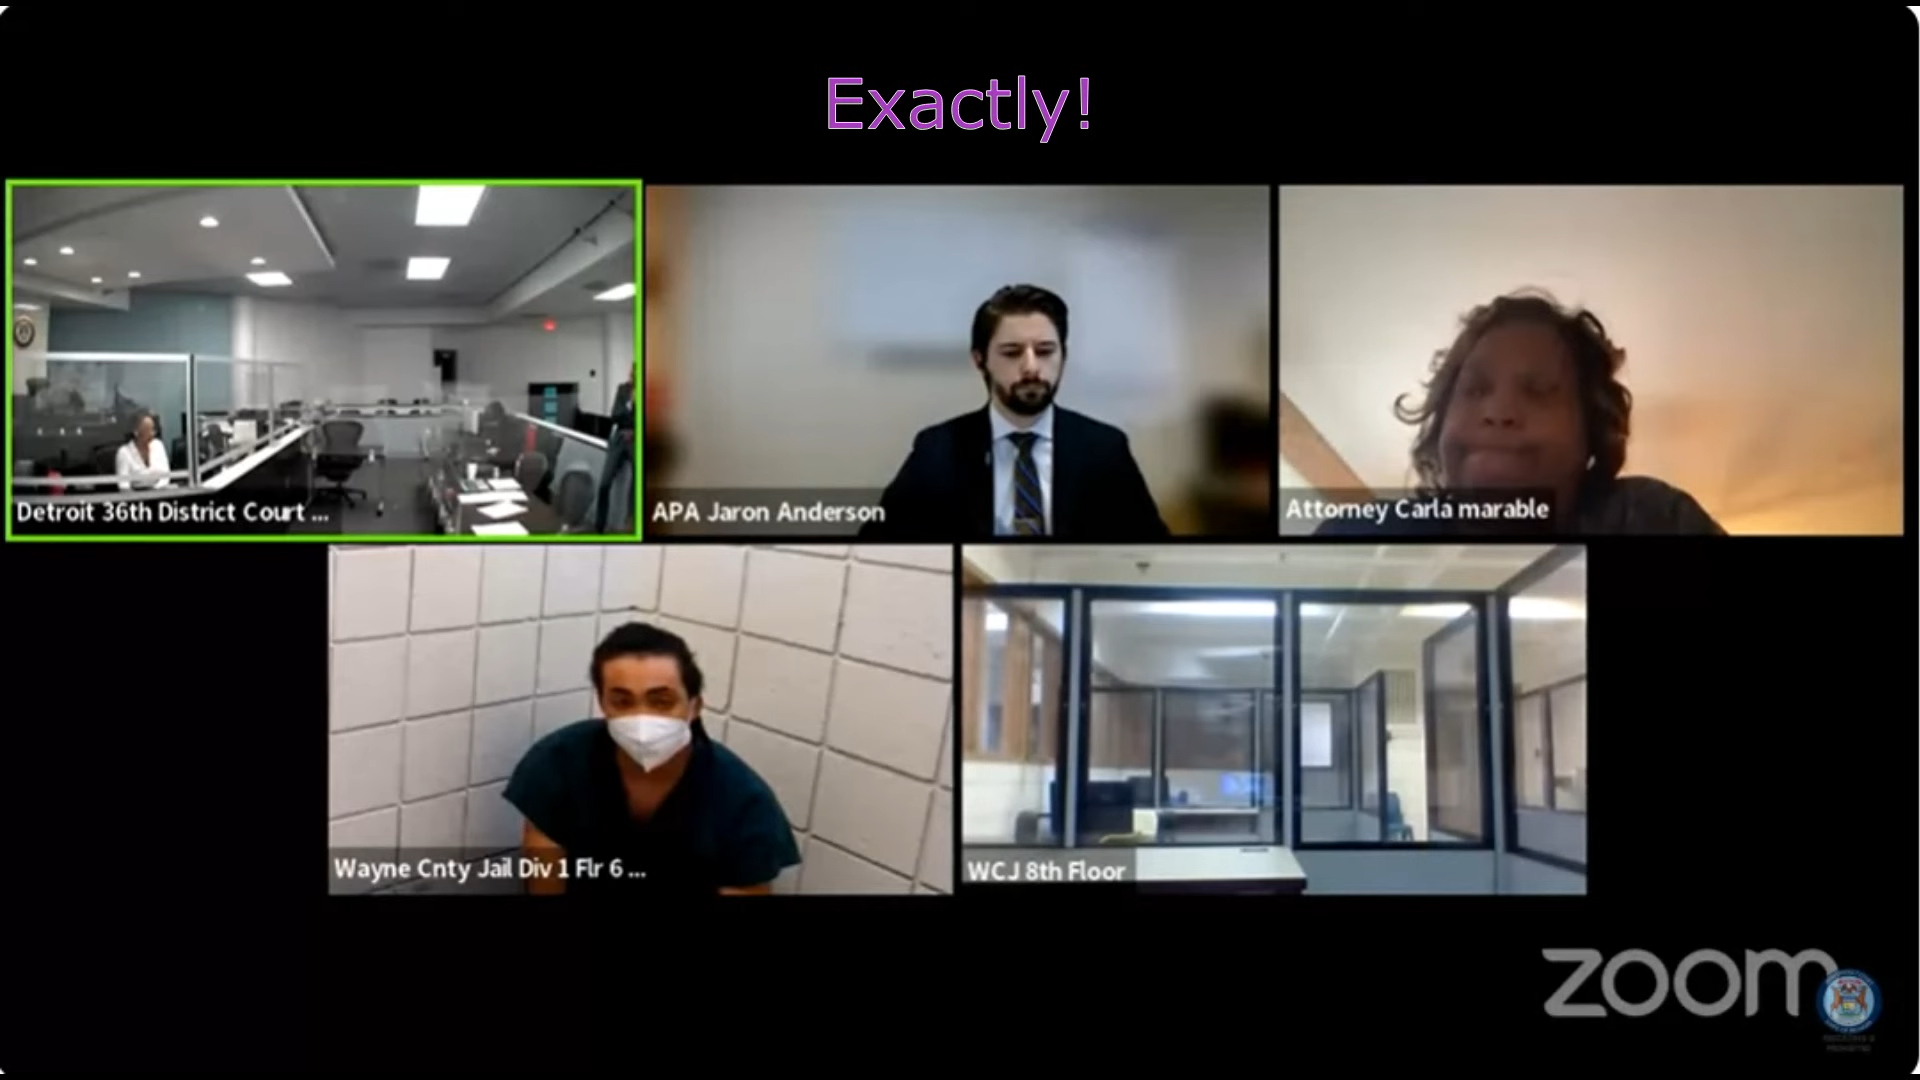 Exactly!
Detroit 36th District Court ...
APA Jaron Anderson
Attorney Carla marable
Wayne Cnty Jail Div 1 Flr 6 ...
WCJ 8th Floor
zoom